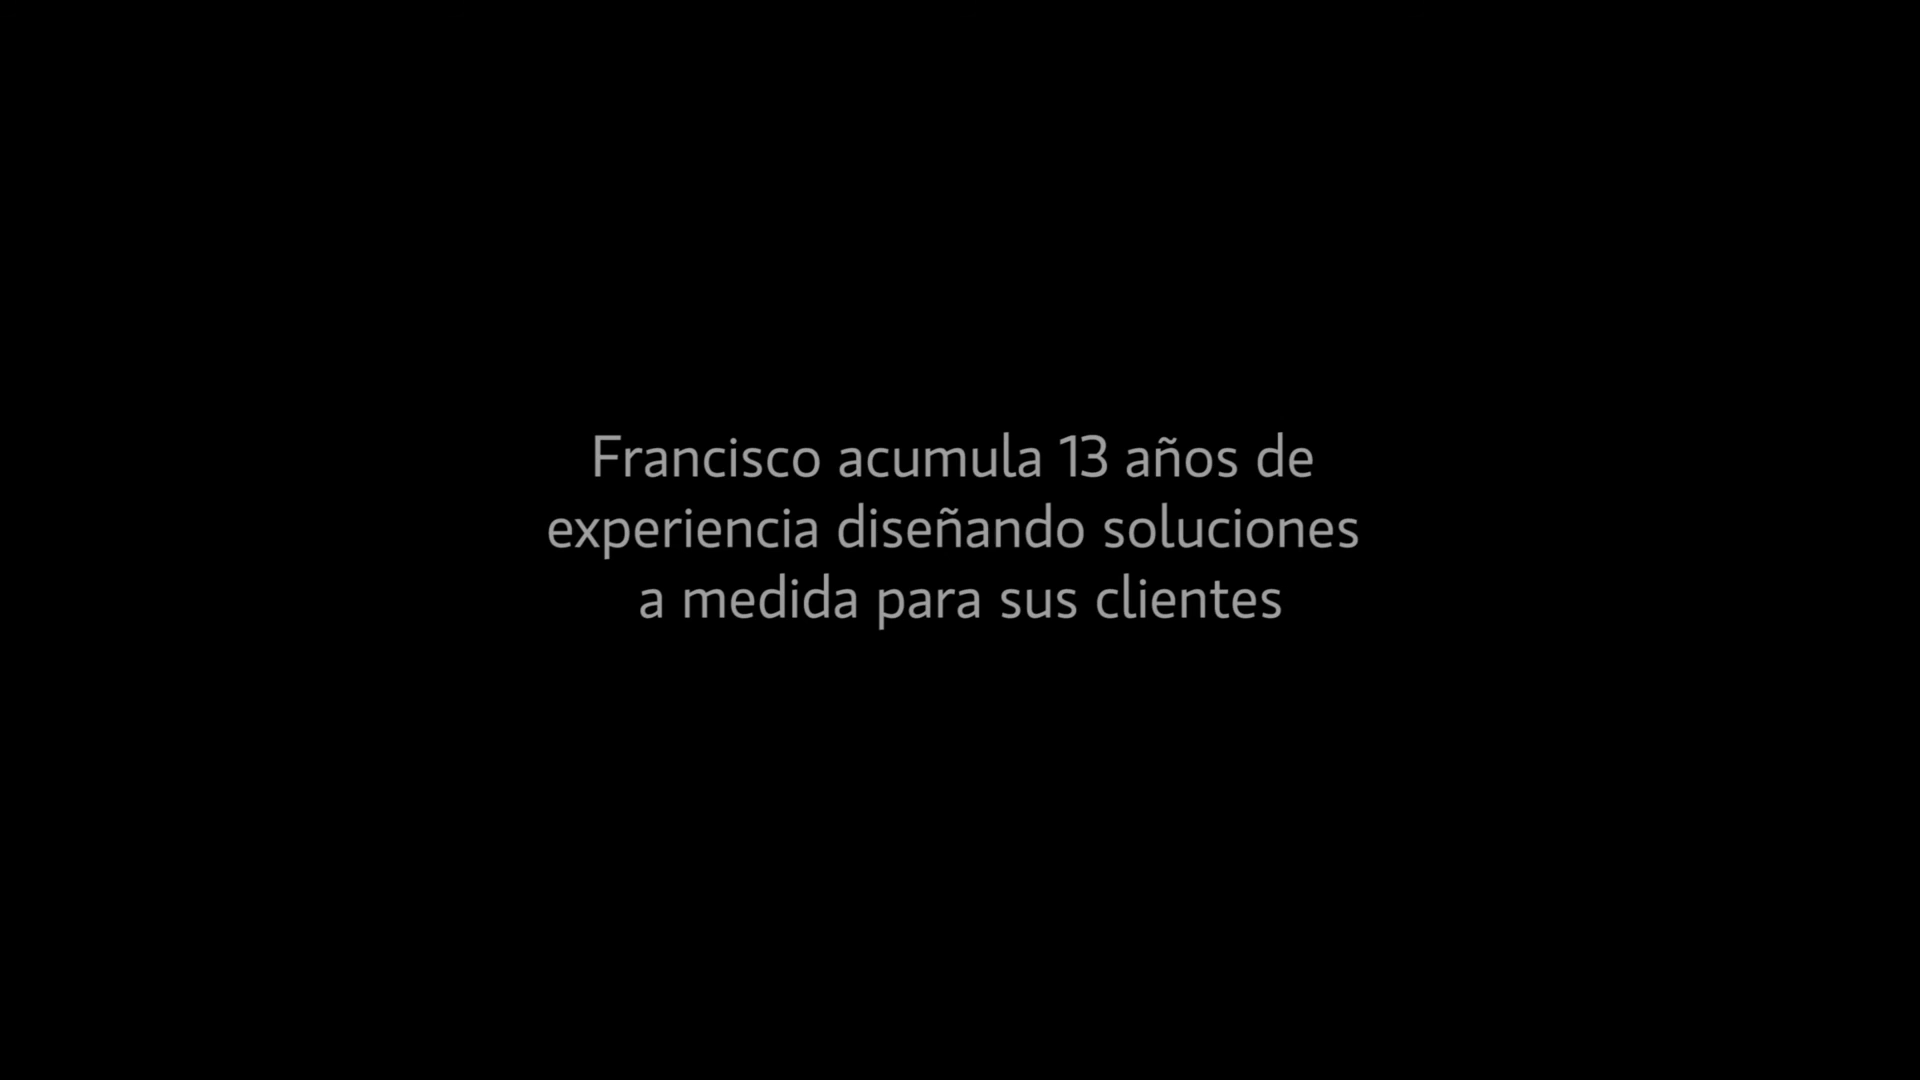 Francisco acumula 13 años de
experiencia diseñando soluciones
a medida para sus clientes